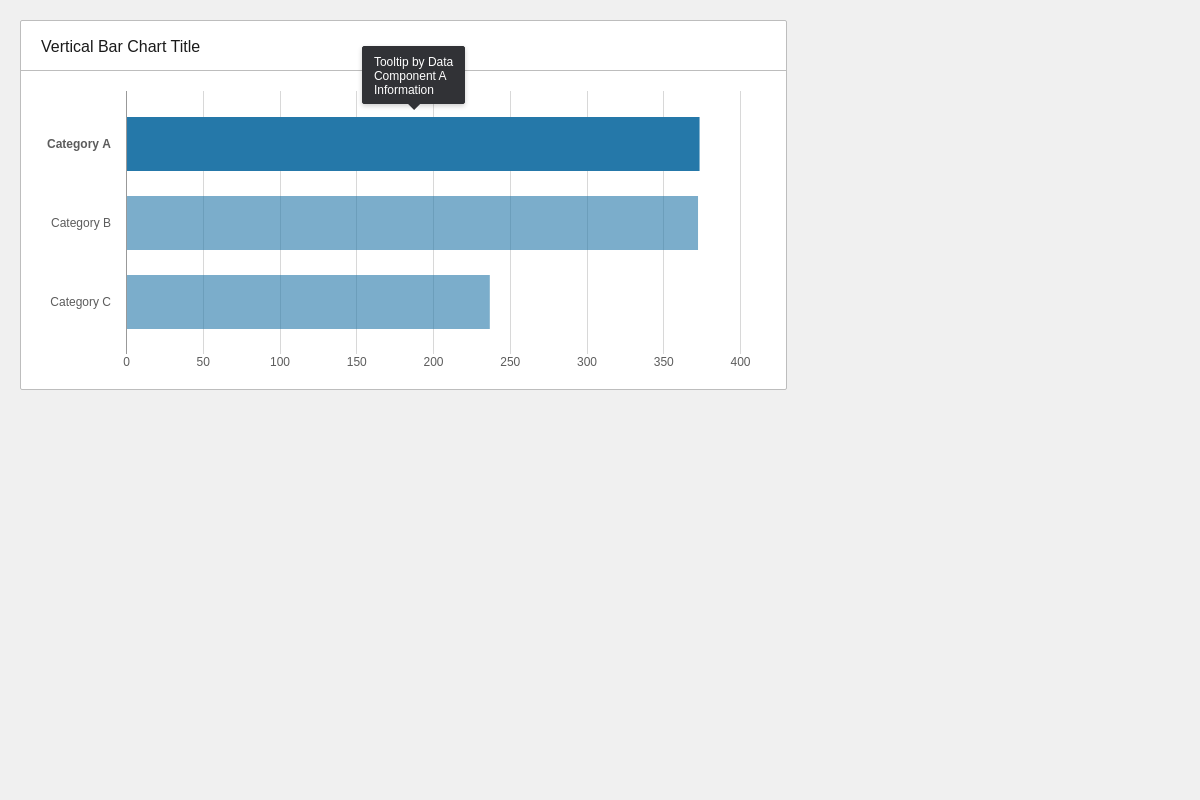 Vertical Bar Chart Title
Tooltip by Data
Component A
Information
Category A
Category B
Category C
0 50 100 150 200 250 300 350 400